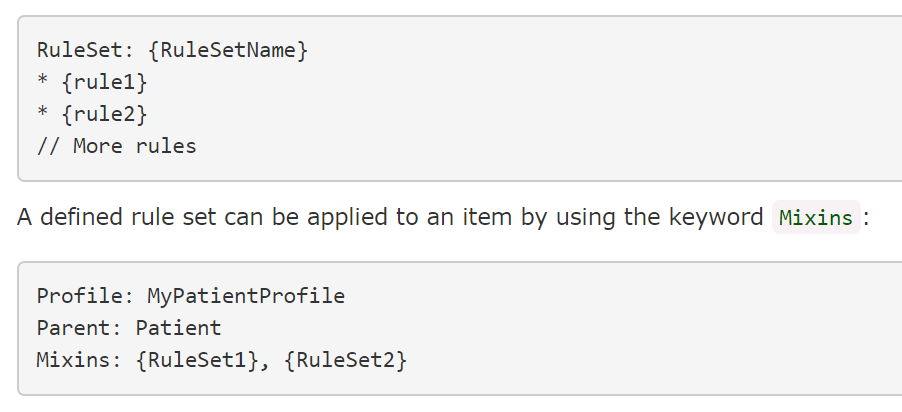 RuleSet: {RuleSetName}
* {rule1}
* {rule2}
// More rules
A defined rule set can be applied to an item by using the keyword Mixins:
Profile: MyPatientProfile
Parent: Patient
Mixins: {RuleSet1}, {RuleSet2}